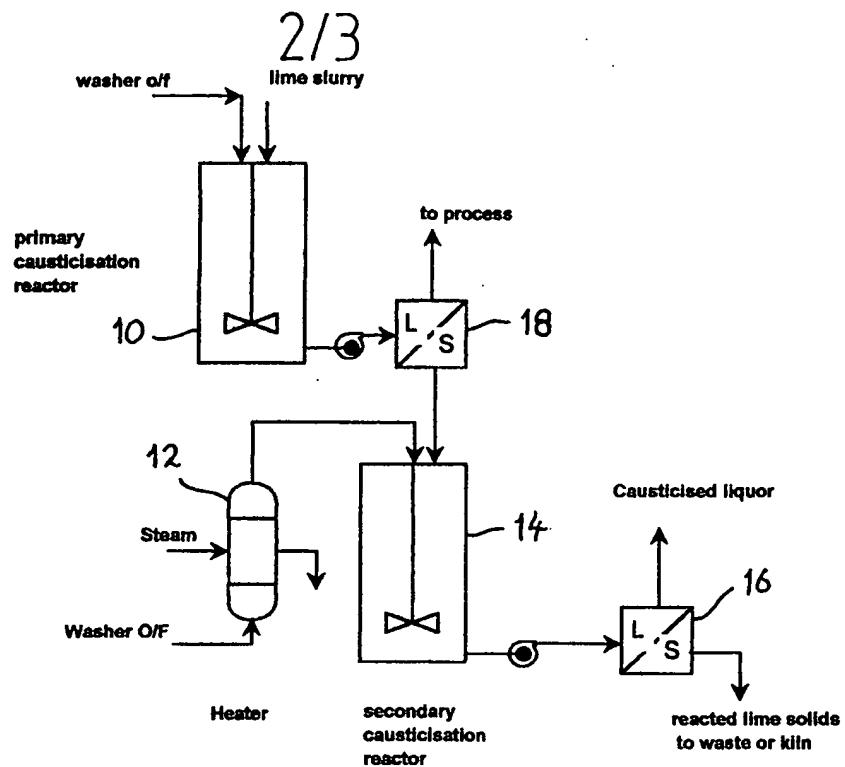 2/3
washer o/f
lime slurry
to process
primary
causticisation
reactor
10
L
S
18
12
Steam
Washer O/F
Heater
14
secondary
causticisation
reactor
Causticised liquor
16
L
S
reacted lime solids
to waste or kiln